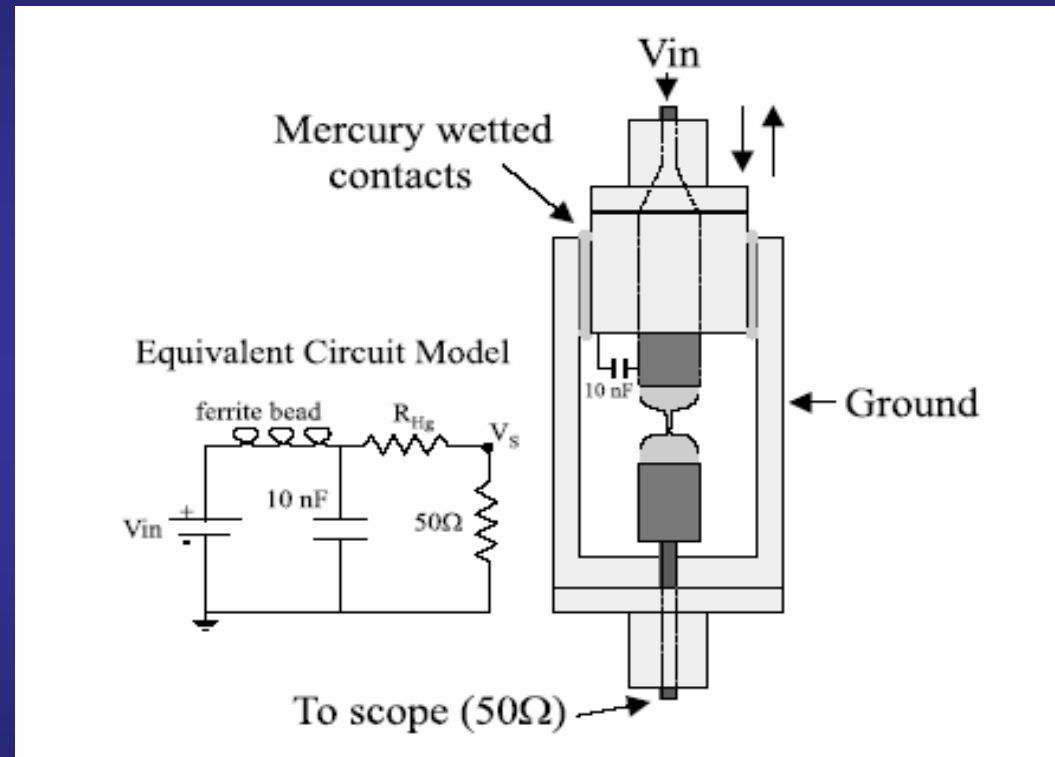 Vin
Mercury wetted
contacts
Equivalent Circuit Model
10 nF
Ground
ferrite bead
R_Hg
V_s
10 nF
50Ω
Vin
+
-
To scope (50Ω)